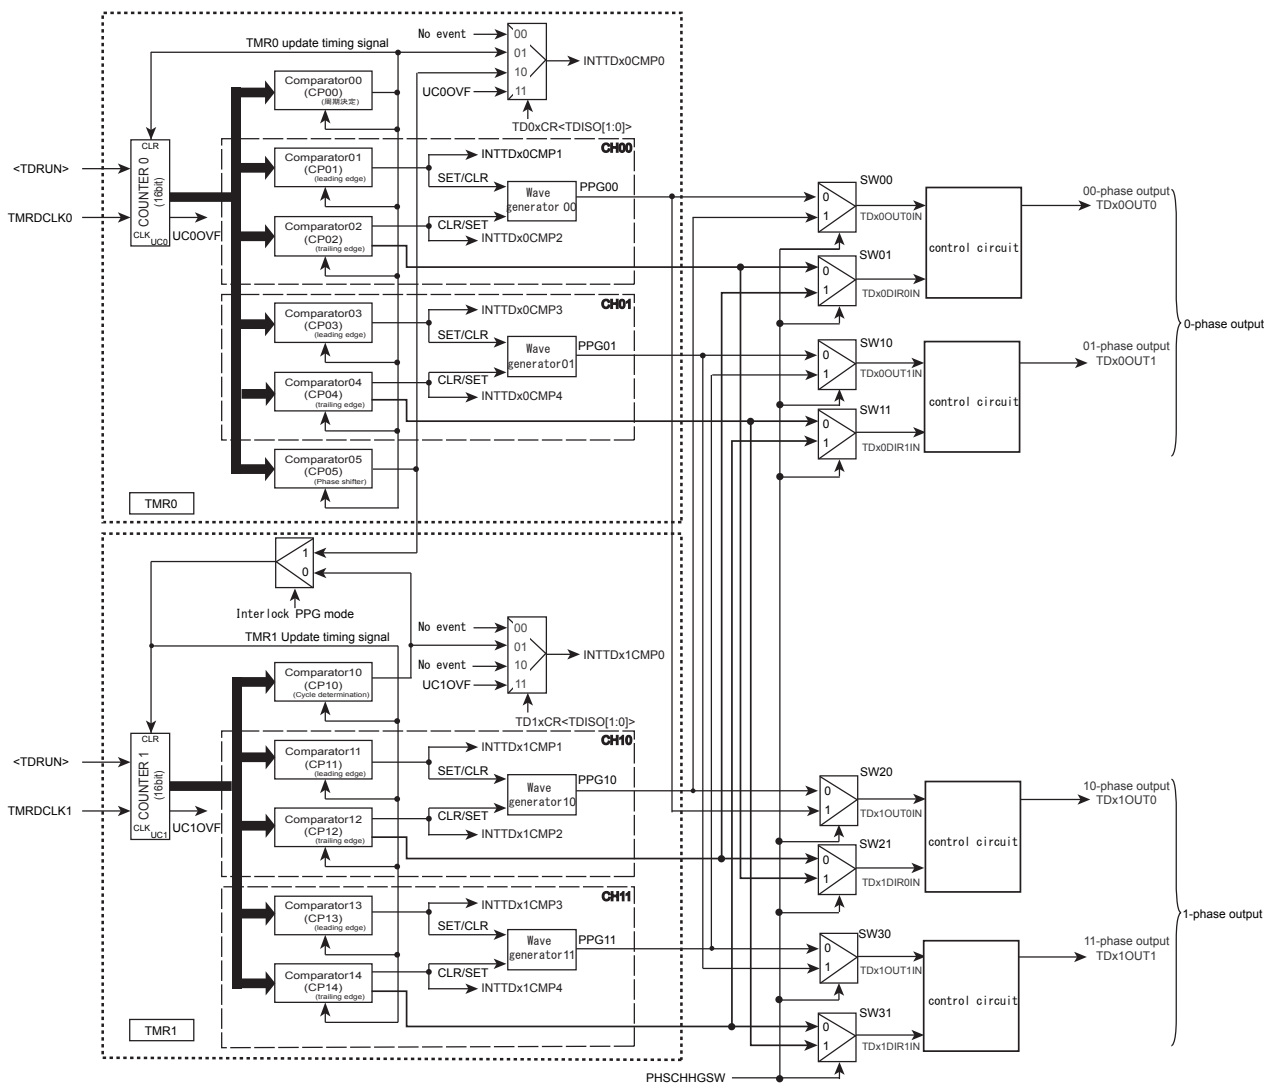 No event
00
TMR0 update timing signal
01
INTTDx0CMP0
10
UC0OVF
11
TD0xCR<TDISO[1:0]>
Comparator00
(CP00)
(周期決定)
CLR
<TDRUN>
COUNTER 0
(16bit)
TMRDCLK0
CLK
UC0
UC0OVF
CH00
Comparator01
(CP01)
(leading edge)
INTTDx0CMP1
SET/CLR
Wave
generator 00
PPG00
Comparator02
(CP02)
(trailing edge)
CLR/SET
INTTDx0CMP2
CH01
Comparator03
(CP03)
(leading edge)
INTTDx0CMP3
SET/CLR
Wave
generator01
PPG01
Comparator04
(CP04)
(trailing edge)
CLR/SET
INTTDx0CMP4
Comparator05
(CP05)
(Phase shifter)
TMR0
SW00
0
1
TDx0OUT0IN
control circuit
00-phase output
TDx0OUT0
SW01
0
1
TDx0DIR0IN
0-phase output
SW10
0
1
TDx0OUT1IN
control circuit
01-phase output
TDx0OUT1
SW11
0
1
TDx0DIR1IN
1
0
Interlock PPG mode
TMR1 Update timing signal
No event
00
01
INTTDx1CMP0
No event
10
UC1OVF
11
TD1xCR<TDISO[1:0]>
Comparator10
(CP10)
(Cycle determination)
CLR
<TDRUN>
COUNTER 1
(16bit)
TMRDCLK1
CLK
UC1
UC1OVF
CH10
Comparator11
(CP11)
(leading edge)
INTTDx1CMP1
SET/CLR
Wave
generator10
PPG10
Comparator12
(CP12)
(trailing edge)
CLR/SET
INTTDx1CMP2
CH11
Comparator13
(CP13)
(leading edge)
INTTDx1CMP3
SET/CLR
Wave
generator11
PPG11
Comparator14
(CP14)
(trailing edge)
CLR/SET
INTTDx1CMP4
TMR1
SW20
0
1
TDx1OUT0IN
control circuit
10-phase output
TDx1OUT0
SW21
0
1
TDx1DIR0IN
1-phase output
SW30
0
1
TDx1OUT1IN
control circuit
11-phase output
TDx1OUT1
SW31
0
1
TDx1DIR1IN
PHSCHHGSW